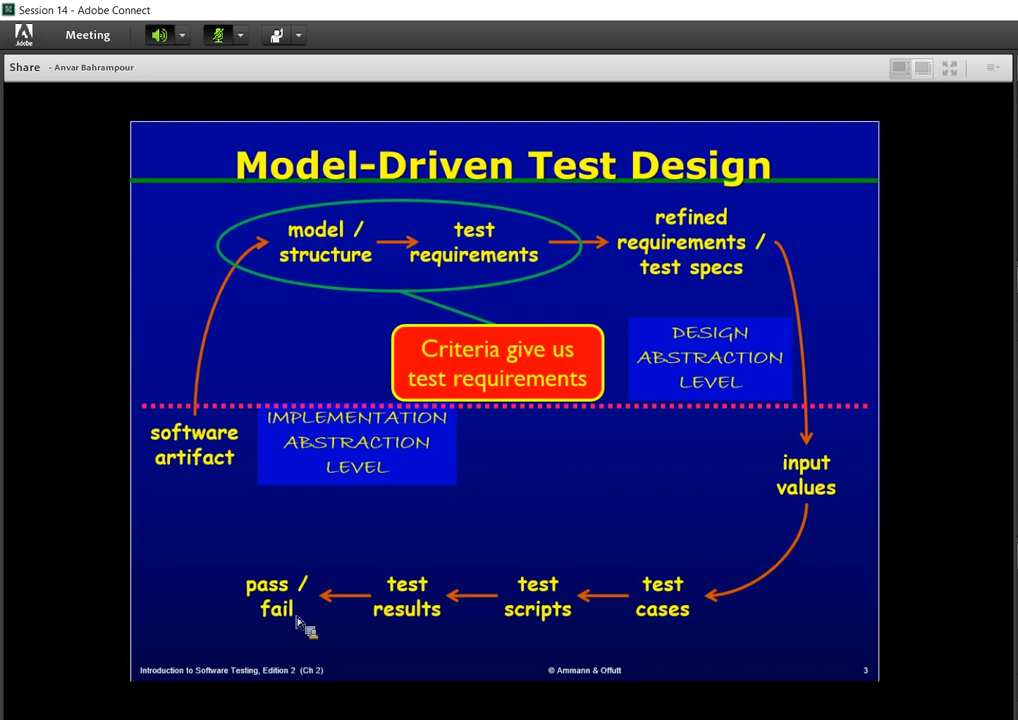 Session 14 - Adobe Connect
Adobe
Meeting
Share - Anvar Bahrampour
Model-Driven Test Design
model /
structure
test
requirements
refined
requirements /
test specs
Criteria give us
test requirements
DESIGN
ABSTRACTION
LEVEL
IMPLEMENTATION
ABSTRACTION
LEVEL
software
artifact
input
values
pass /
fail
test
results
test
scripts
test
cases
Introduction to Software Testing, Edition 2 (Ch 2)
© Ammann & Offutt
3